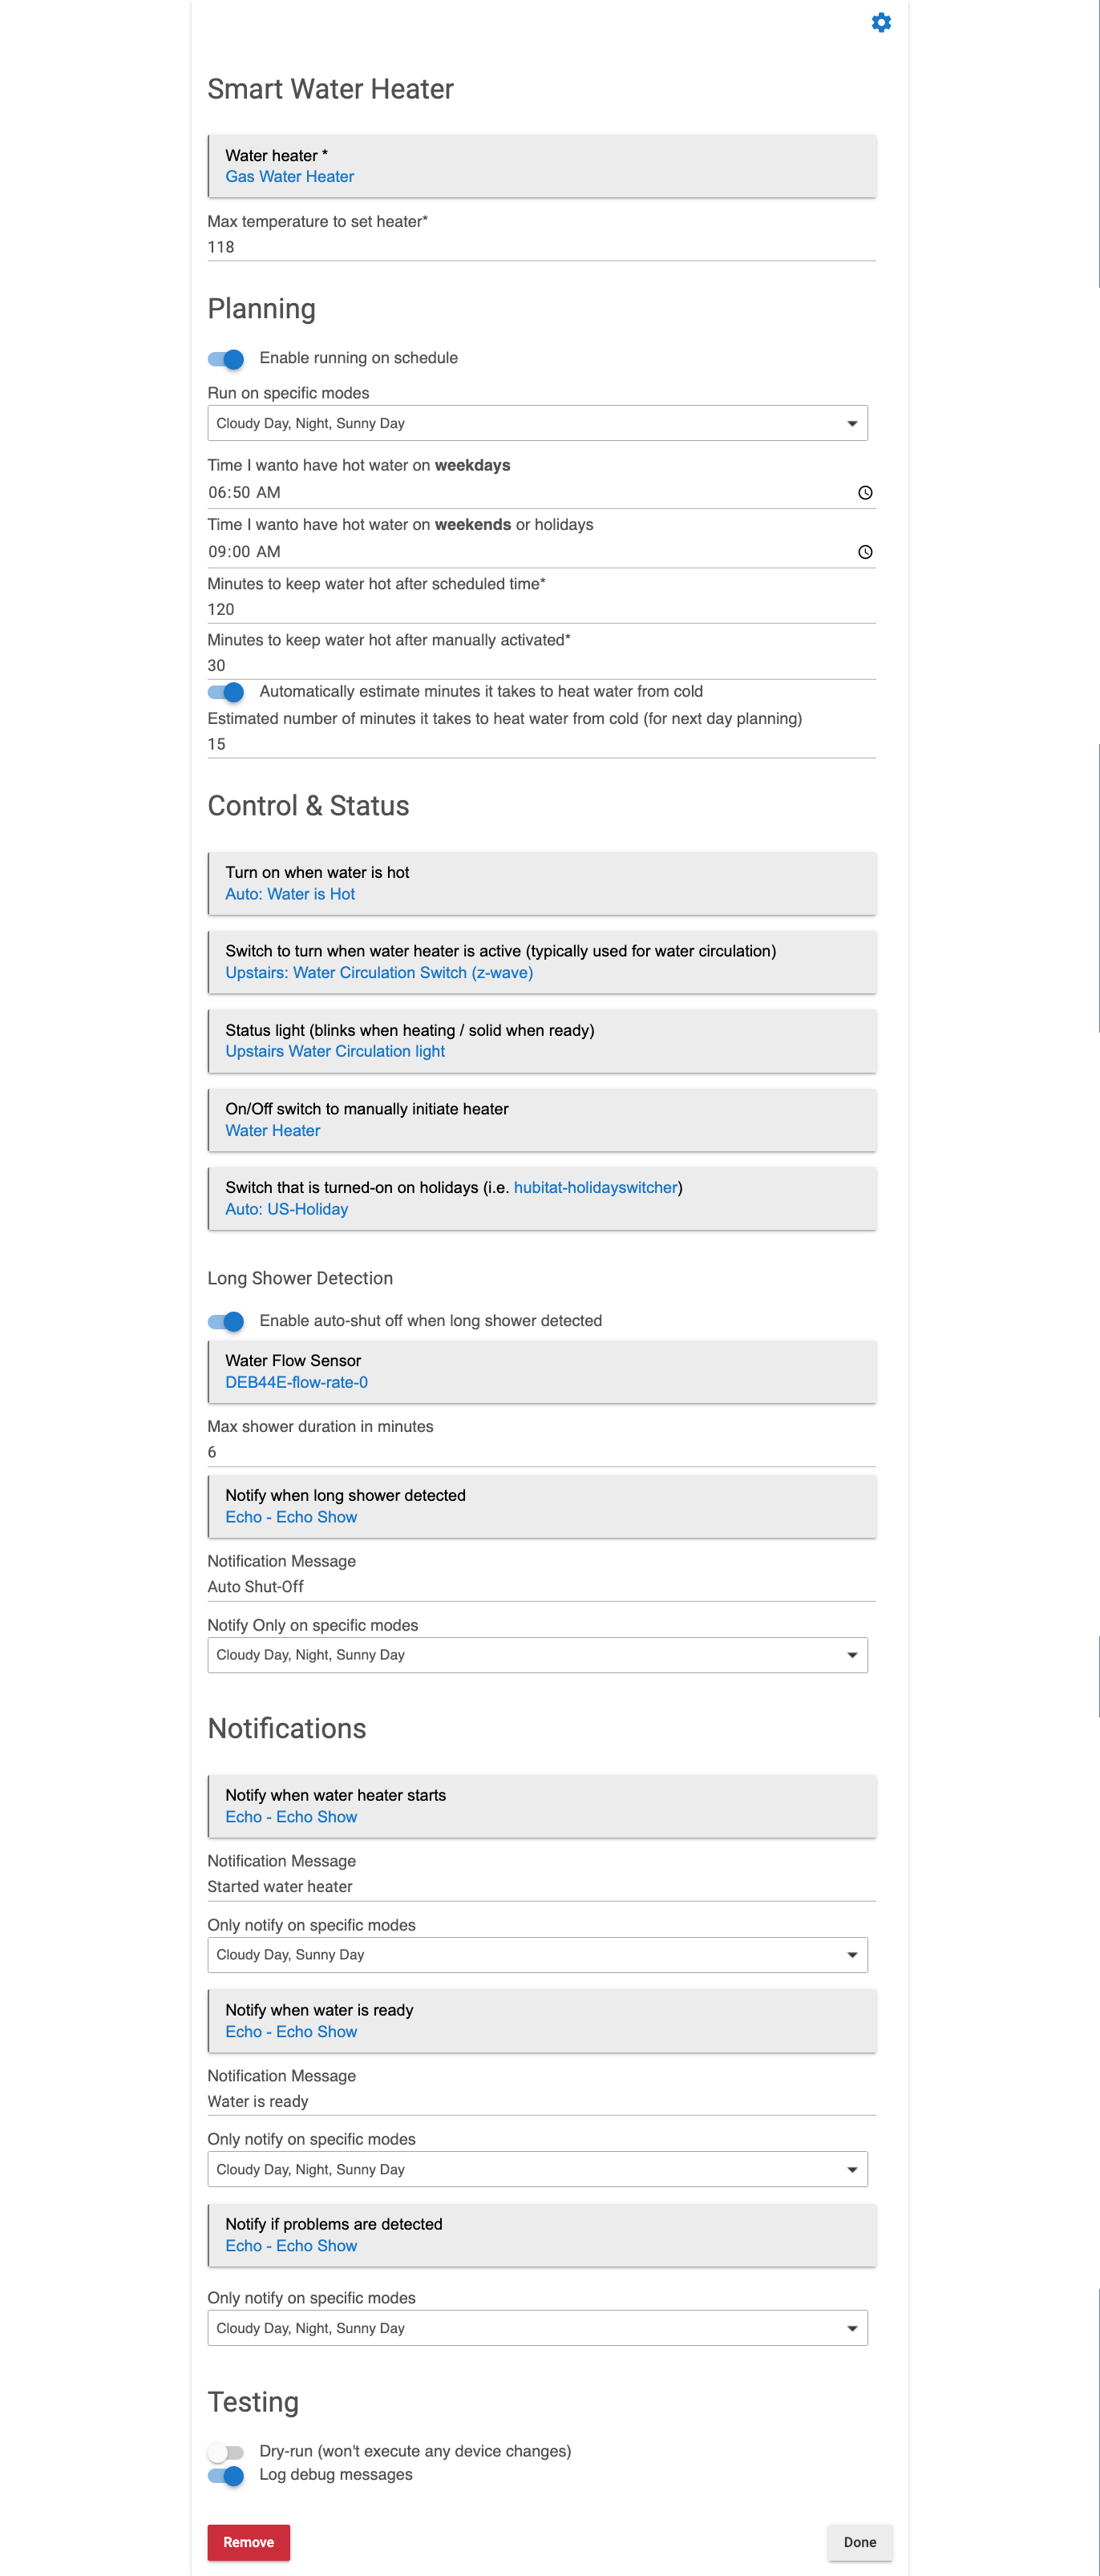 Smart Water Heater
Water heater *
Gas Water Heater
Max temperature to set heater*
118
Planning
Enable running on schedule
Run on specific modes
Cloudy Day, Night, Sunny Day
Time I wanto have hot water on weekdays
06:50 AM
Time I wanto have hot water on weekends or holidays
09:00 AM
Minutes to keep water hot after scheduled time*
120
Minutes to keep water hot after manually activated*
30
Automatically estimate minutes it takes to heat water from cold
Estimated number of minutes it takes to heat water from cold (for next day planning)
15
Control & Status
Turn on when water is hot
Auto: Water is Hot
Switch to turn when water heater is active (typically used for water circulation)
Upstairs: Water Circulation Switch (z-wave)
Status light (blinks when heating / solid when ready)
Upstairs Water Circulation light
On/Off switch to manually initiate heater
Water Heater
Switch that is turned-on on holidays (i.e. hubitat-holidayswitcher)
Auto: US-Holiday
Long Shower Detection
Enable auto-shut off when long shower detected
Water Flow Sensor
DEB44E-flow-rate-0
Max shower duration in minutes
6
Notify when long shower detected
Echo - Echo Show
Notification Message
Auto Shut-Off
Notify Only on specific modes
Cloudy Day, Night, Sunny Day
Notifications
Notify when water heater starts
Echo - Echo Show
Notification Message
Started water heater
Only notify on specific modes
Cloudy Day, Sunny Day
Notify when water is ready
Echo - Echo Show
Notification Message
Water is ready
Only notify on specific modes
Cloudy Day, Night, Sunny Day
Notify if problems are detected
Echo - Echo Show
Only notify on specific modes
Cloudy Day, Night, Sunny Day
Testing
Dry-run (won't execute any device changes)
Log debug messages
Remove
Done